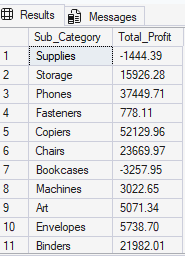 Results Messages
Sub_Category Total_Profit
1 Supplies -1444.39
2 Storage 15926.28
3 Phones 37449.71
4 Fasteners 778.11
5 Copiers 52129.96
6 Chairs 23669.97
7 Bookcases -3257.95
8 Machines 3022.65
9 Art 5071.34
10 Envelopes 5738.70
11 Binders 21982.01